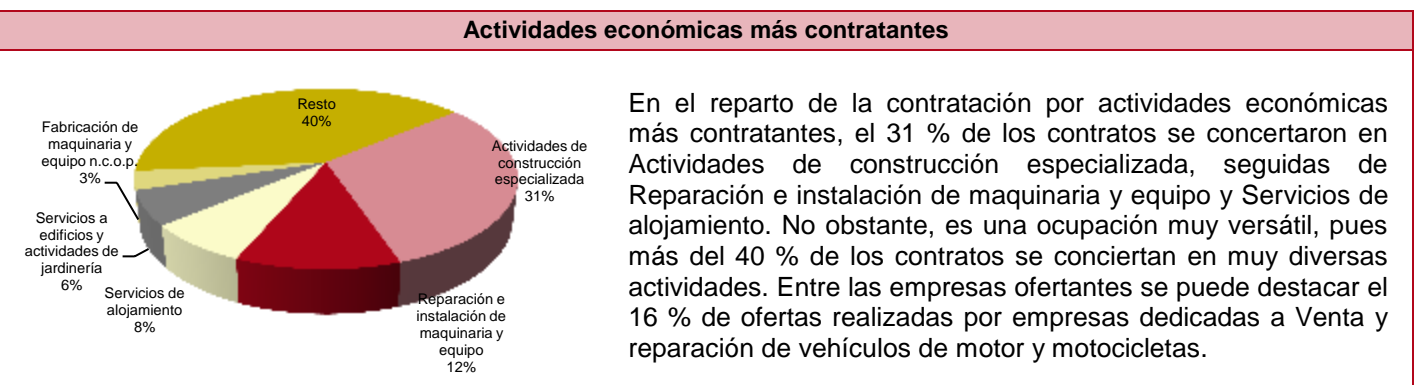 Actividades económicas más contratantes
Resto
40%
Actividades de
construcción
especializada
31%
Reparación e
instalación de
maquinaria y
equipo
12%
Servicios de
alojamiento
8%
Servicios a
edificios y
actividades de
jardinería
6%
Fabricación de
maquinaria y
equipo n.c.o.p.
3%
En el reparto de la contratación por actividades económicas
más contratantes, el 31 % de los contratos se concertaron en
Actividades de construcción especializada, seguidas de
Reparación e instalación de maquinaria y equipo y Servicios de
alojamiento. No obstante, es una ocupación muy versátil, pues
más del 40 % de los contratos se conciertan en muy diversas
actividades. Entre las empresas ofertantes se puede destacar el
16 % de ofertas realizadas por empresas dedicadas a Venta y
reparación de vehículos de motor y motocicletas.